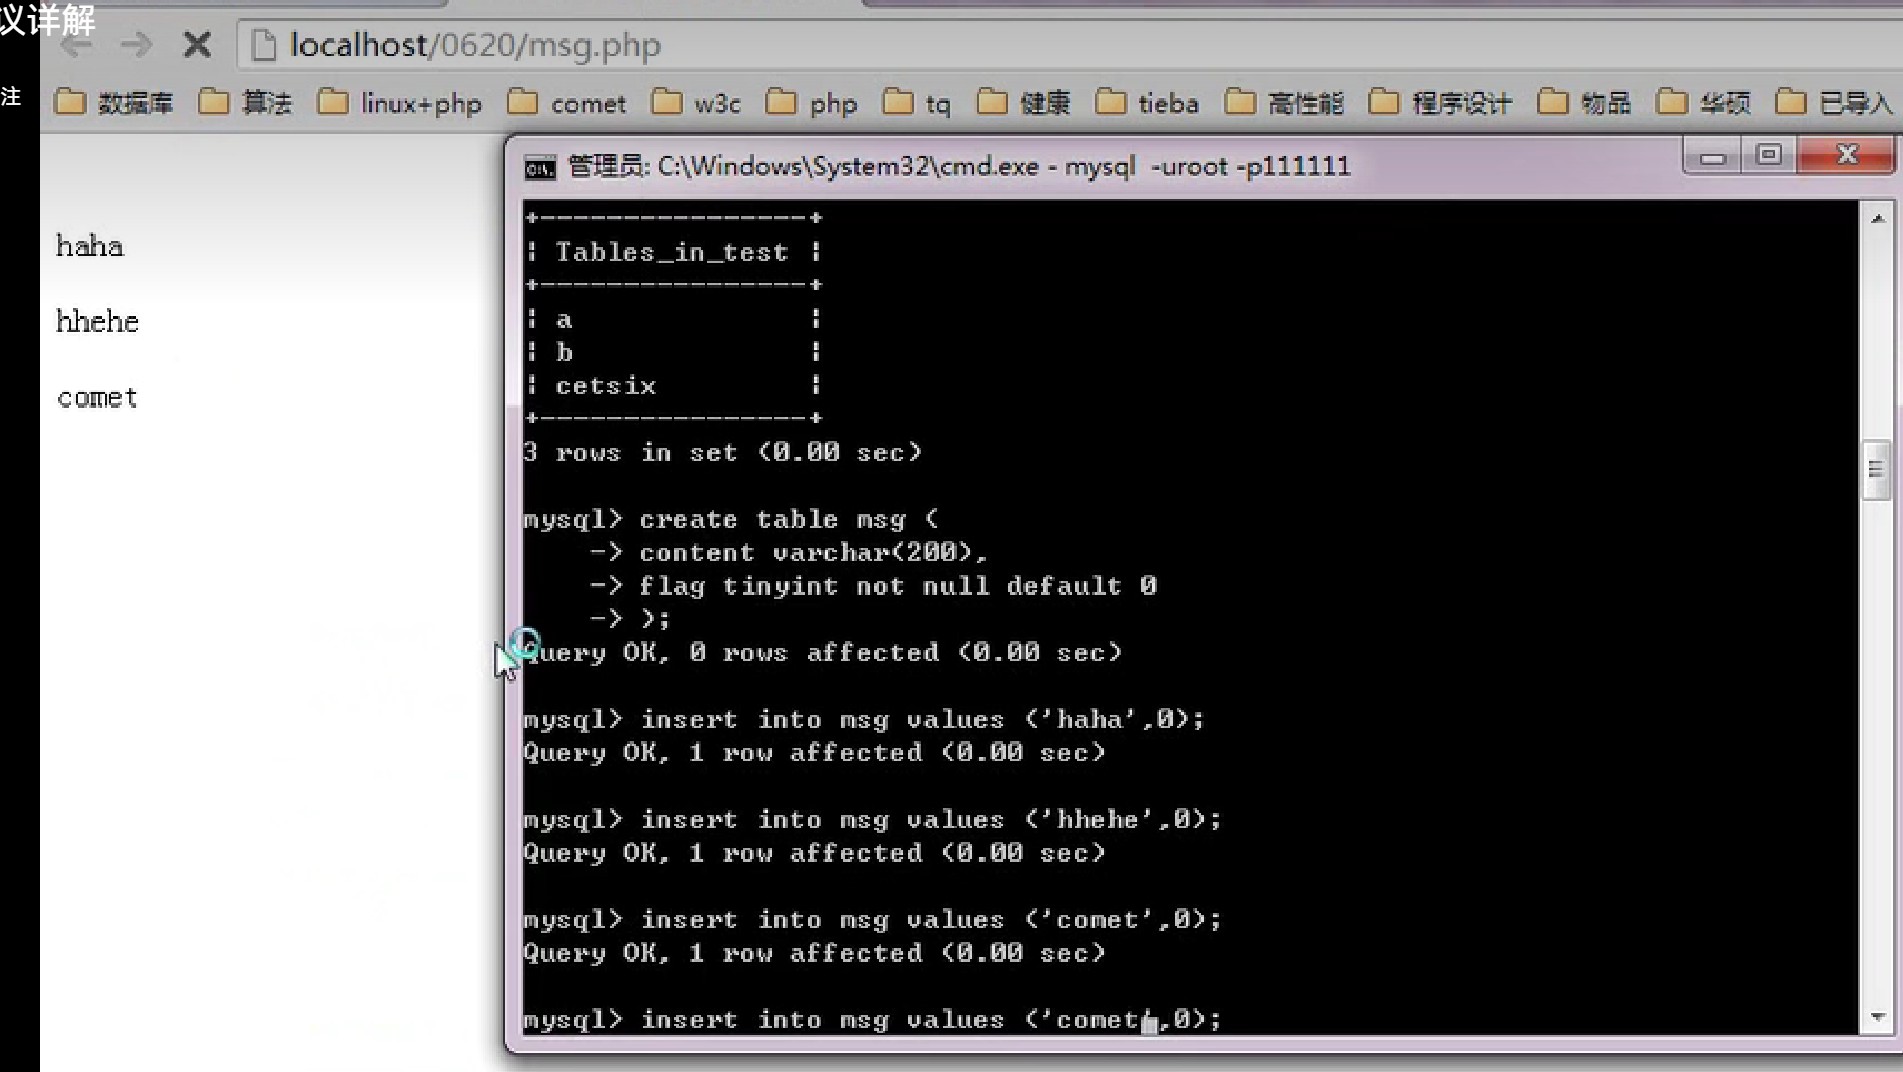 议详解
注
localhost/0620/msg.php
数据库 算法 linux+php comet w3c php tq 健康 tieba 高性能 程序设计 物品 华硕 已导入
haha
hhehe
comet
管理员: C:\Windows\System32\cmd.exe - mysql  -uroot -p111111
+----------------+
| Tables_in_test |
+----------------+
| a              |
| b              |
| cetsix         |
+----------------+
3 rows in set (0.00 sec)
mysql> create table msg (
    -> content varchar(200),
    -> flag tinyint not null default 0
    -> );
Query OK, 0 rows affected (0.00 sec)
mysql> insert into msg values ('haha',0);
Query OK, 1 row affected (0.00 sec)
mysql> insert into msg values ('hhehe',0);
Query OK, 1 row affected (0.00 sec)
mysql> insert into msg values ('comet',0);
Query OK, 1 row affected (0.00 sec)
mysql> insert into msg values ('comet',0);